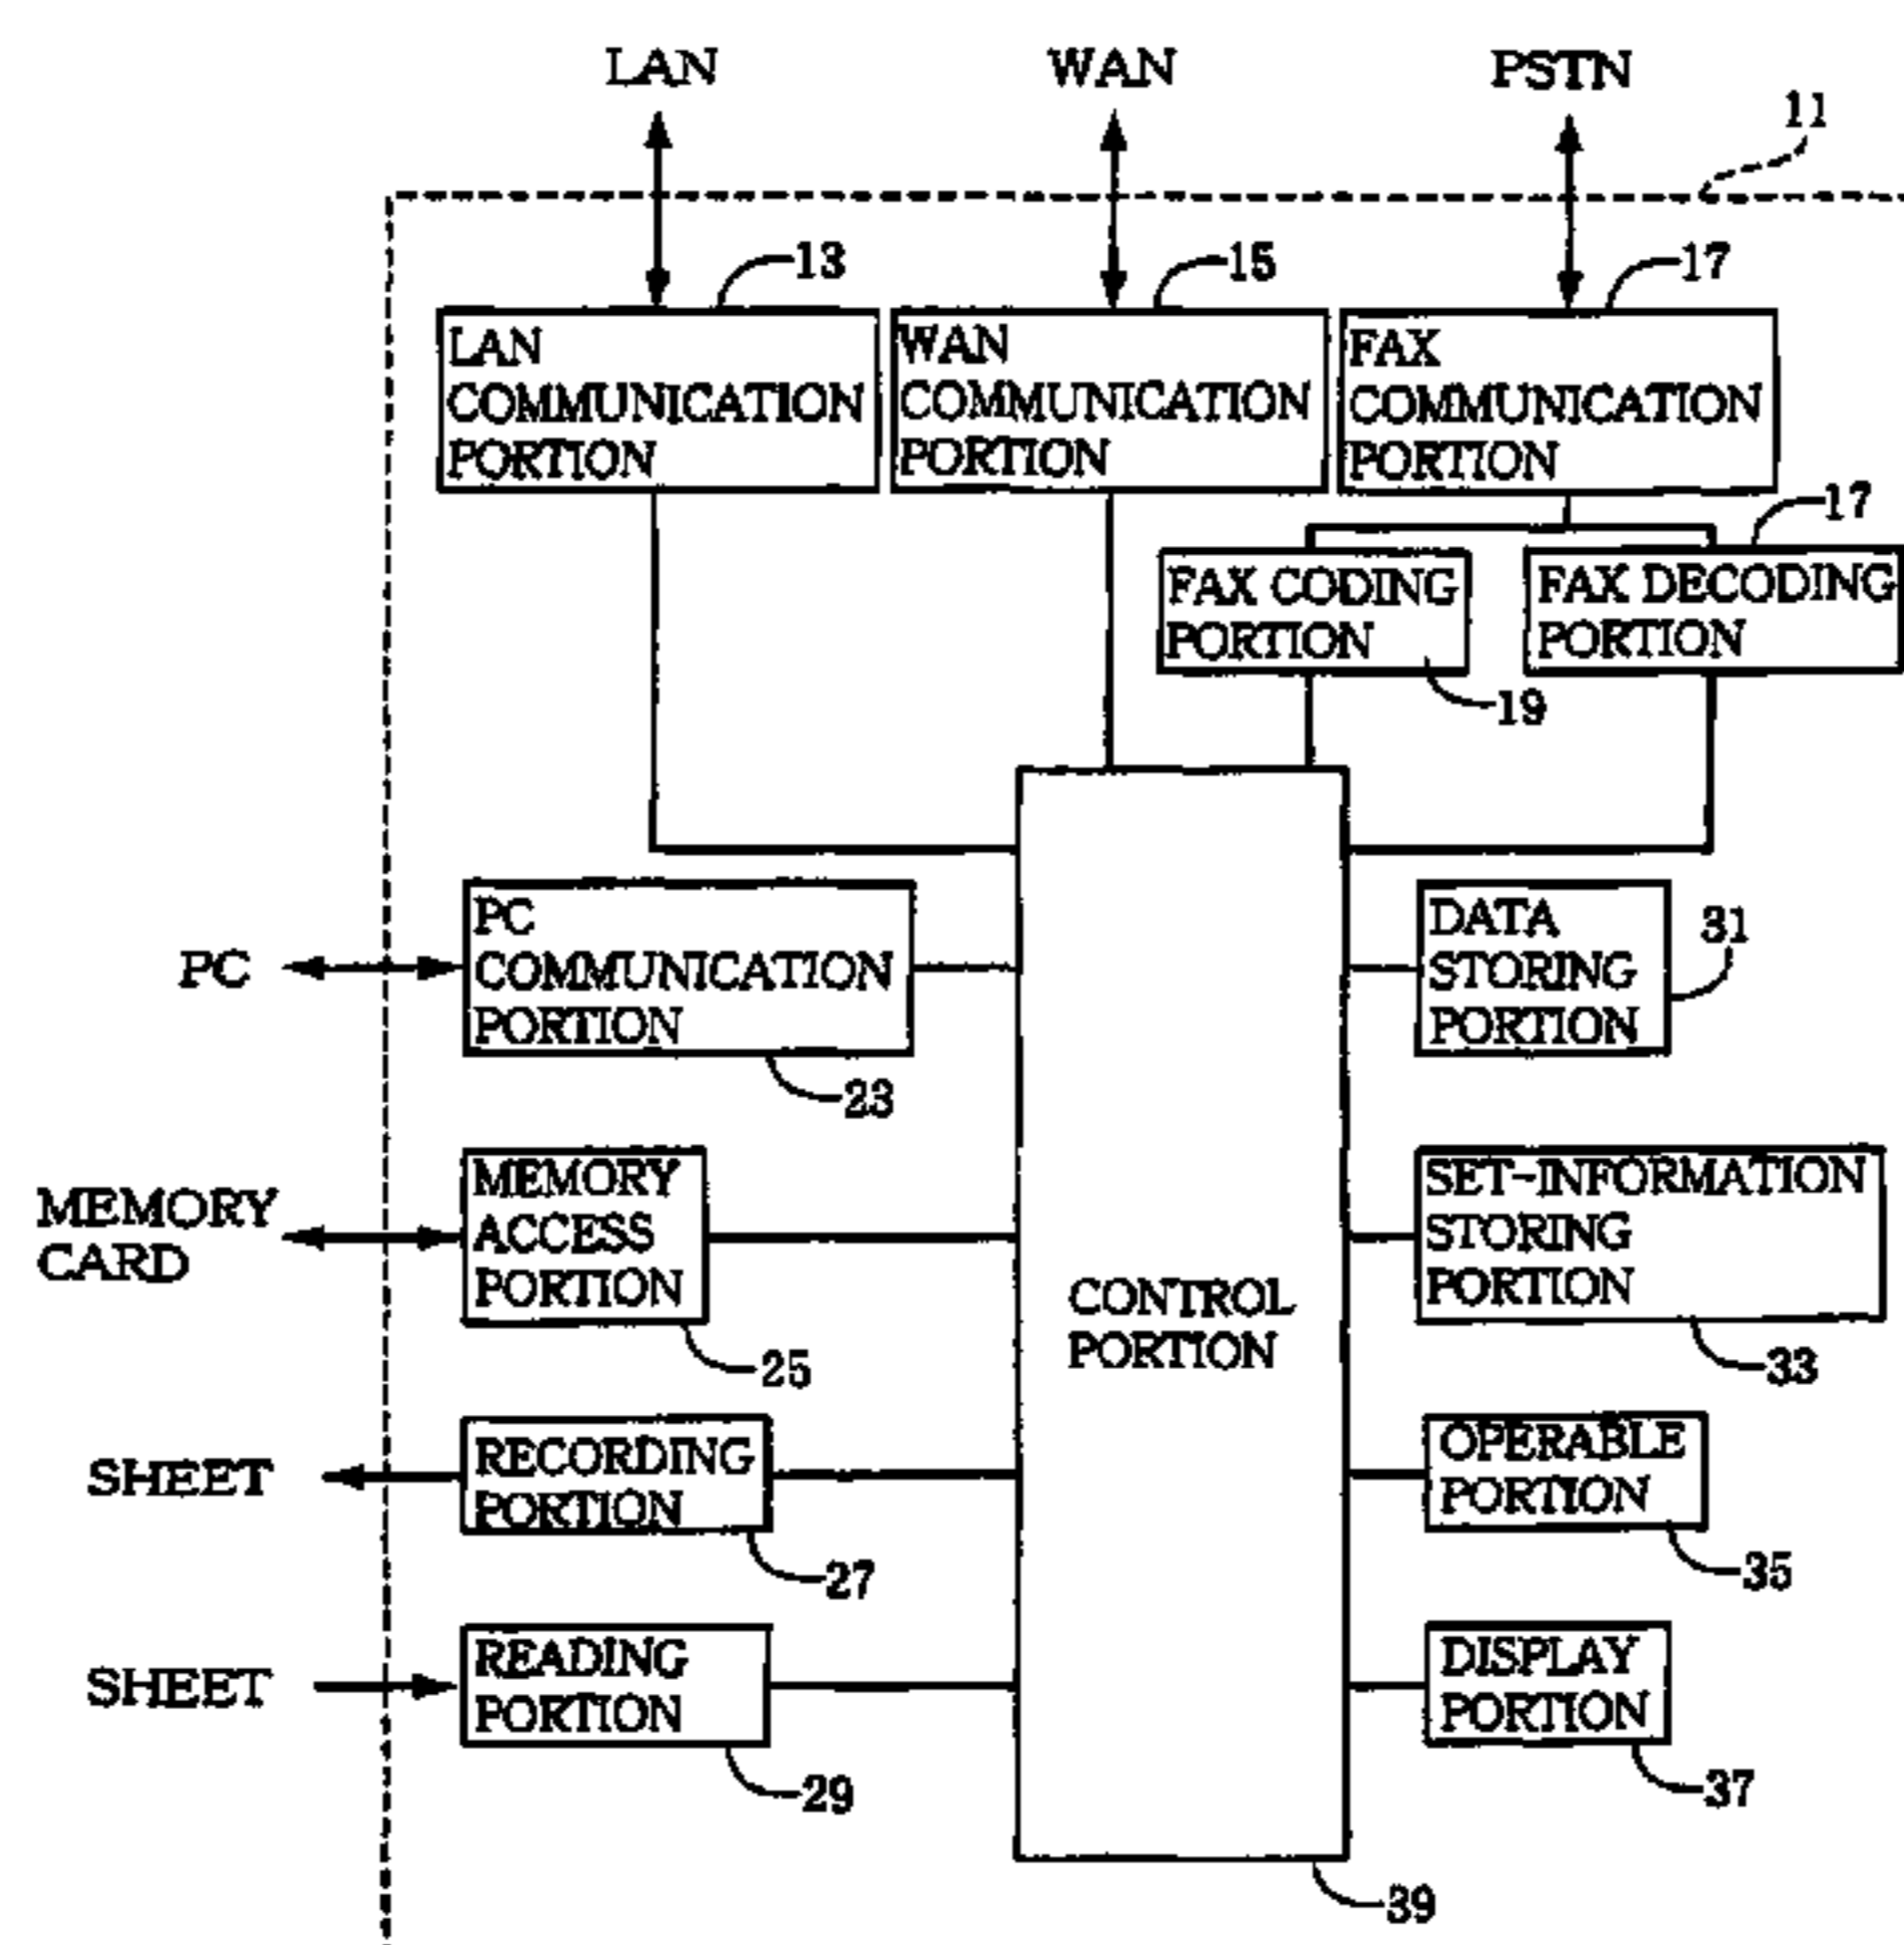 LAN
WAN
PSTN
11
13
15
17
LAN
COMMUNICATION
PORTION
WAN
COMMUNICATION
PORTION
FAX
COMMUNICATION
PORTION
17
FAX CODING
PORTION
FAX DECODING
PORTION
19
PC
PC
COMMUNICATION
PORTION
23
DATA
STORING
PORTION
31
MEMORY
CARD
MEMORY
ACCESS
PORTION
25
CONTROL
PORTION
SET-INFORMATION
STORING
PORTION
33
SHEET
RECORDING
PORTION
27
OPERABLE
PORTION
35
SHEET
READING
PORTION
29
DISPLAY
PORTION
37
39